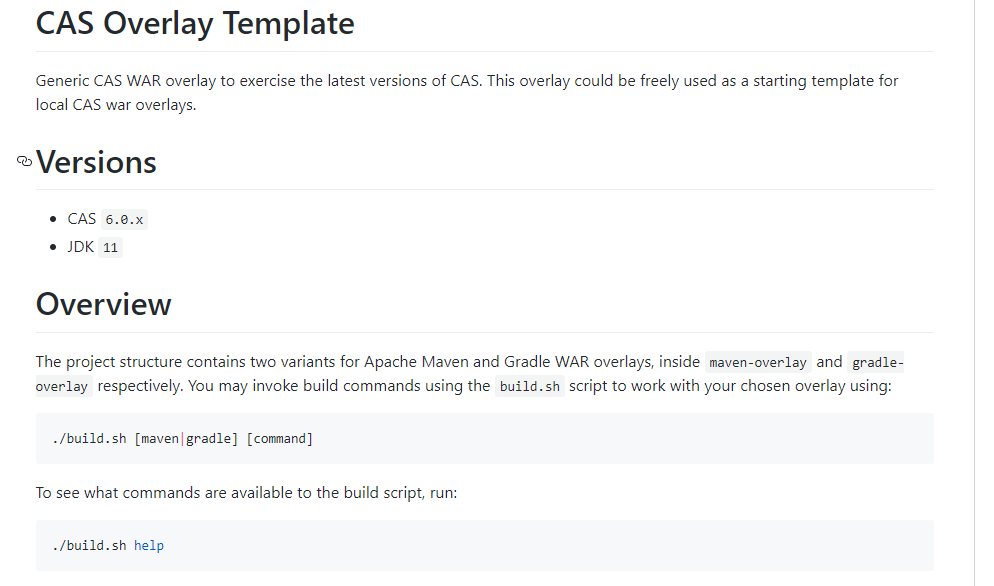 CAS Overlay Template
Generic CAS WAR overlay to exercise the latest versions of CAS. This overlay could be freely used as a starting template for
local CAS war overlays.
Versions
CAS 6.0.x
JDK 11
Overview
The project structure contains two variants for Apache Maven and Gradle WAR overlays, inside maven-overlay and gradle-
overlay respectively. You may invoke build commands using the build.sh script to work with your chosen overlay using:
./build.sh [maven|gradle] [command]
To see what commands are available to the build script, run:
./build.sh help